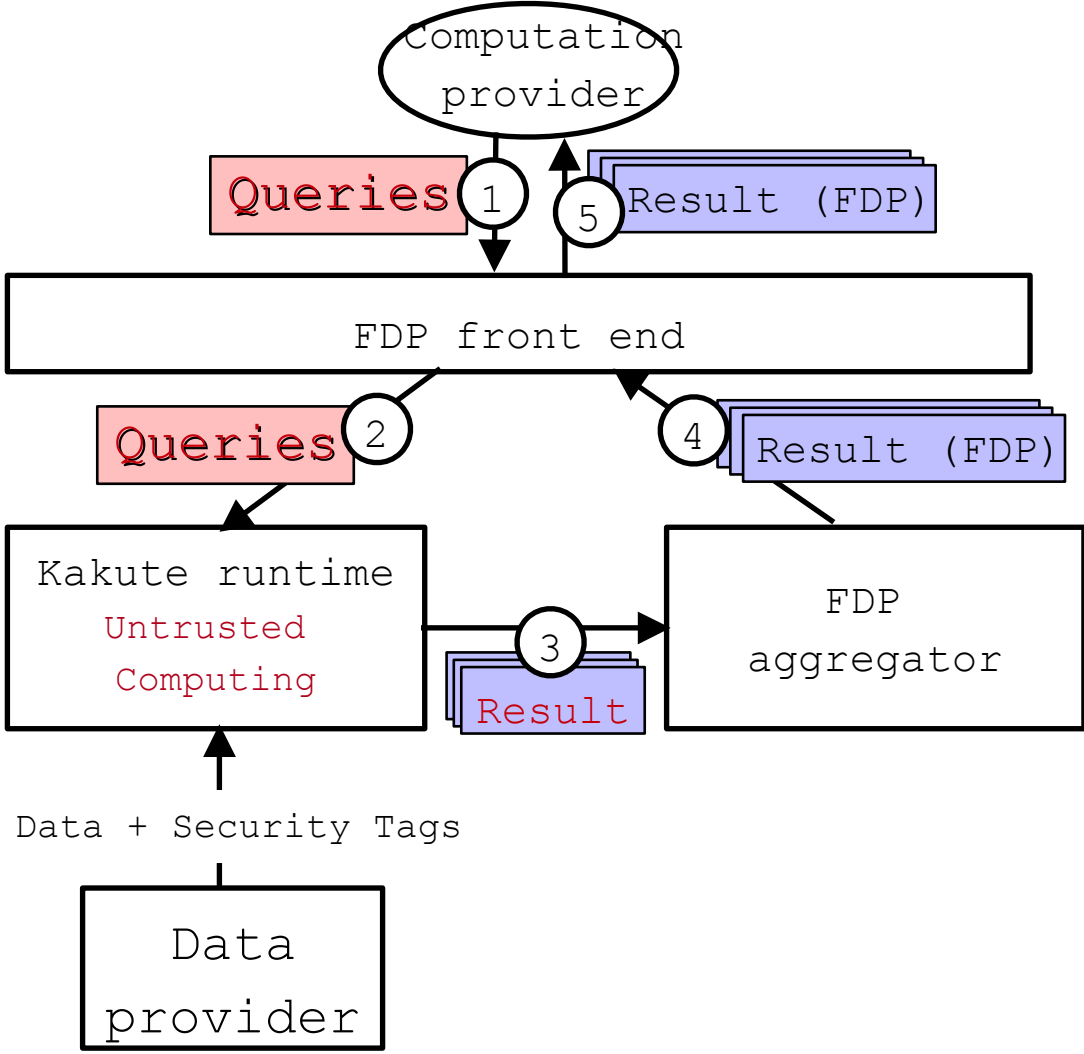 Computation
provider
Queries
1
5
Result (FDP)
FDP front end
Queries
2
4
Result (FDP)
Kakute runtime
Untrusted
Computing
3
Result
FDP
aggregator
Data + Security Tags
Data
provider